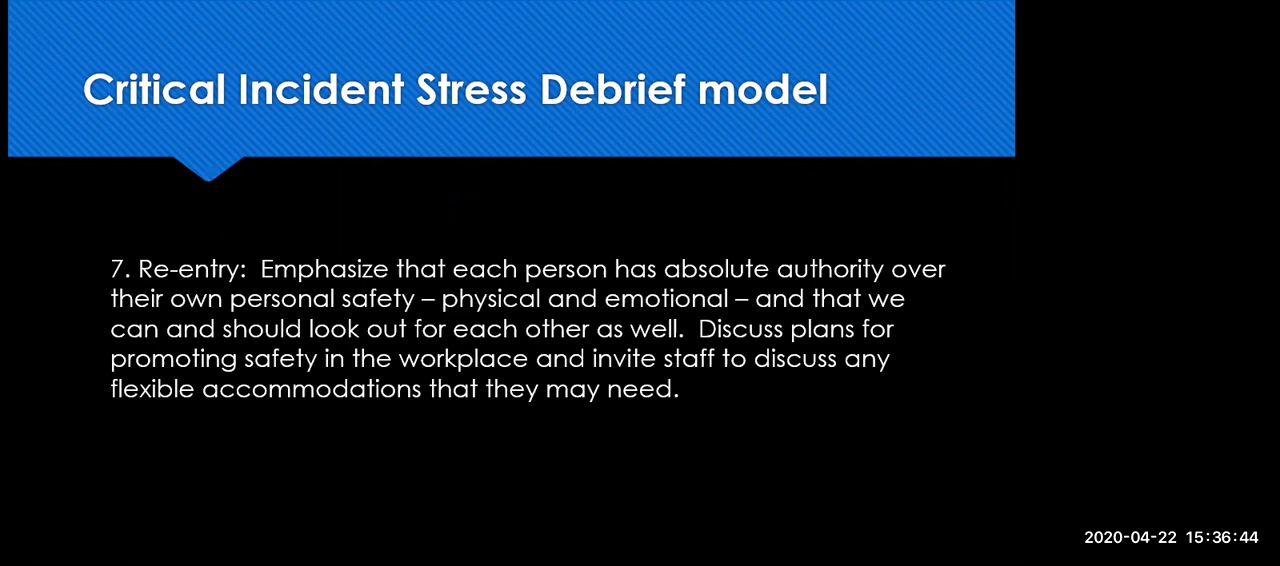 Critical Incident Stress Debrief model
7. Re-entry:  Emphasize that each person has absolute authority over
their own personal safety – physical and emotional – and that we
can and should look out for each other as well.  Discuss plans for
promoting safety in the workplace and invite staff to discuss any
flexible accommodations that they may need.
2020-04-22  15:36:44